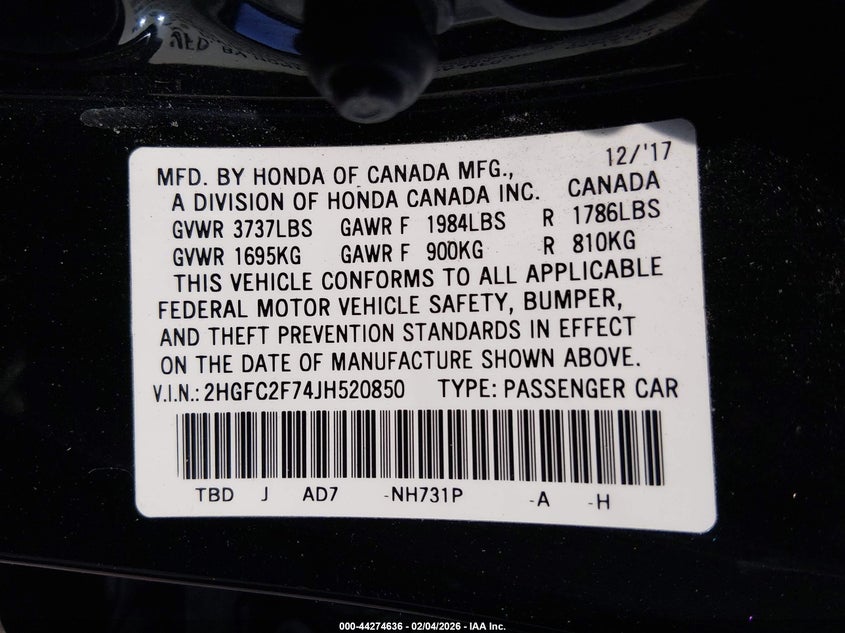 12/'17
MFD. BY HONDA OF CANADA MFG.,
A DIVISION OF HONDA CANADA INC. CANADA
GVWR 3737LBS GAWR F 1984LBS R 1786LBS
GVWR 1695KG GAWR F 900KG R 810KG
THIS VEHICLE CONFORMS TO ALL APPLICABLE
FEDERAL MOTOR VEHICLE SAFETY, BUMPER,
AND THEFT PREVENTION STANDARDS IN EFFECT
ON THE DATE OF MANUFACTURE SHOWN ABOVE.
V.I.N.: 2HGFC2F74JH520850 TYPE: PASSENGER CAR
TBD J AD7 -NH731P -A -H
000-44274636 - 02/04/2026 - IAA Inc.